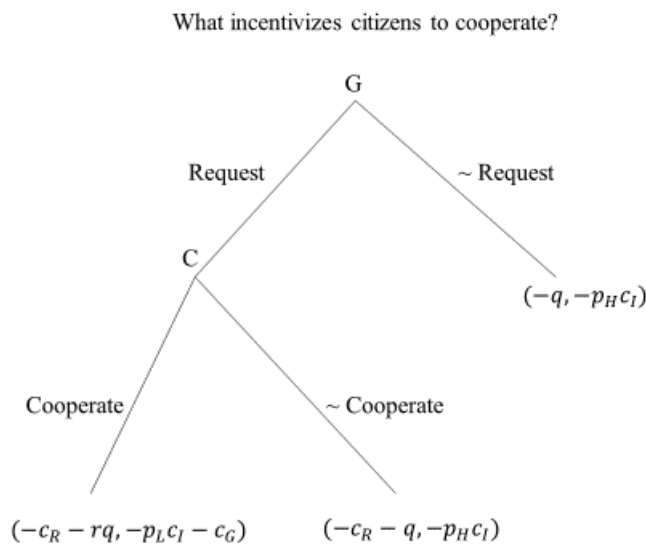 What incentivizes citizens to cooperate?
G
Request
~ Request
C
(−q, −p_H c_I)
Cooperate
~ Cooperate
(−c_R − rq, −p_L c_I − c_G)
(−c_R − q, −p_H c_I)